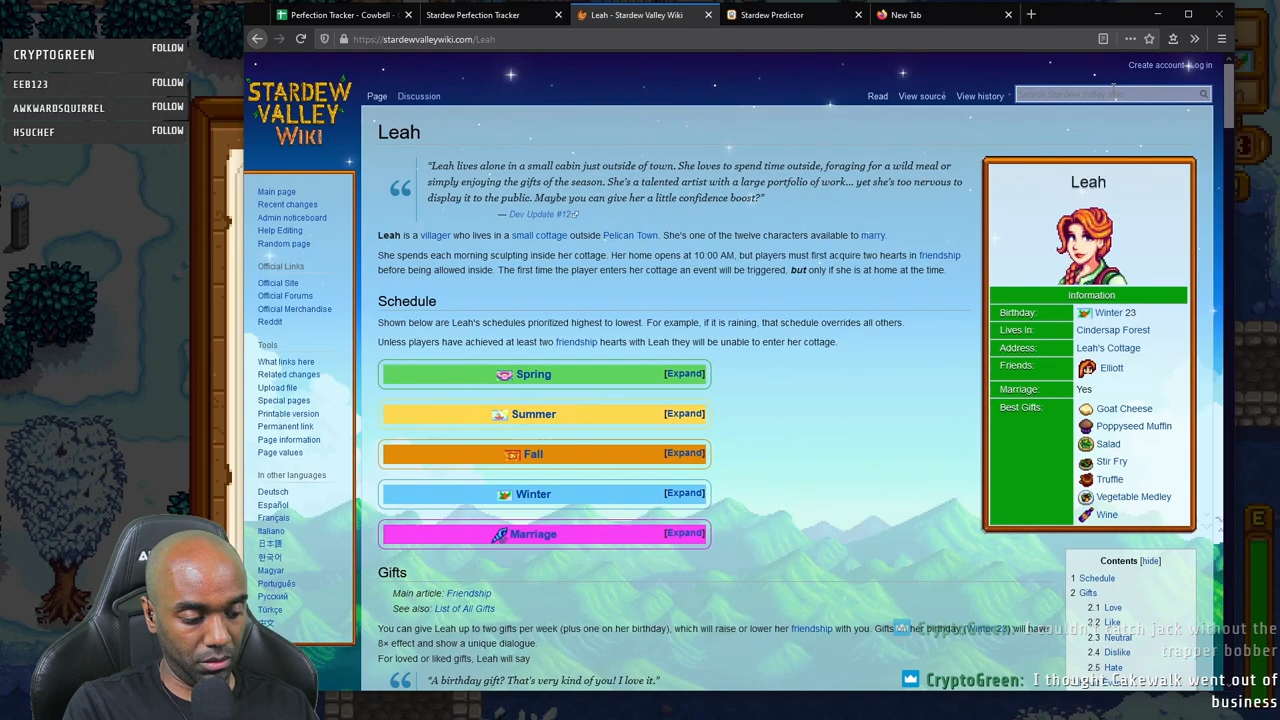 CRYPTOGREEN FOLLOW
EEB123 FOLLOW
AWKWARDSQUIRREL FOLLOW
HSUCHEF FOLLOW
Perfection Tracker - Cowbell - C
Stardew Perfection Tracker
Leah - Stardew Valley Wiki
Stardew Predictor
New Tab
https://stardewvalleywiki.com/Leah
Create account Log in
STARDEW
VALLEY
WIKI
Page Discussion Read View source View history
Main page
Recent changes
Admin noticeboard
Help Editing
Random page
Official Links
Official Site
Official Forums
Official Merchandise
Reddit
Tools
What links here
Related changes
Upload file
Special pages
Printable version
Permanent link
Page information
Page values
In other languages
Deutsch
Español
Français
Italiano
日本語
한국어
Magyar
Português
Русский
Türkçe
中文
Leah
“Leah lives alone in a small cabin just outside of town. She loves to spend time outside, foraging for a wild meal or
simply enjoying the gifts of the season. She's a talented artist with a large portfolio of work… yet she's too nervous to
display it to the public. Maybe you can give her a little confidence boost?”
— Dev Update #12
Leah is a villager who lives in a small cottage outside Pelican Town. She's one of the twelve characters available to marry.
She spends each morning sculpting inside her cottage. Her home opens at 10:00 AM, but players must first acquire two hearts in friendship
before being allowed inside. The first time the player enters her cottage an event will be triggered, but only if she is at home at the time.
Schedule
Shown below are Leah's schedules prioritized highest to lowest. For example, if it is raining, that schedule overrides all others.
Unless players have achieved at least two friendship hearts with Leah they will be unable to enter her cottage.
Spring [Expand]
Summer [Expand]
Fall [Expand]
Winter [Expand]
Marriage [Expand]
Gifts
Main article: Friendship
See also: List of All Gifts
You can give Leah up to two gifts per week (plus one on her birthday), which will raise or lower her friendship with you. Gifts on her birthday (Winter 23) will have
8× effect and show a unique dialogue.
For loved or liked gifts, Leah will say
“A birthday gift? That's very kind of you! I love it.”
Leah
Information
Birthday: Winter 23
Lives In: Cindersap Forest
Address: Leah's Cottage
Friends: Elliott
Marriage: Yes
Best Gifts: Goat Cheese
Poppyseed Muffin
Salad
Stir Fry
Truffle
Vegetable Medley
Wine
Contents [hide]
1 Schedule
2 Gifts
2.1 Love
2.2 Like
2.3 Neutral
2.4 Dislike
2.5 Hate
CryptoGreen: I couldn't catch jack without the
trapper bobber
CryptoGreen: I thought Cakewalk went out of
business
E